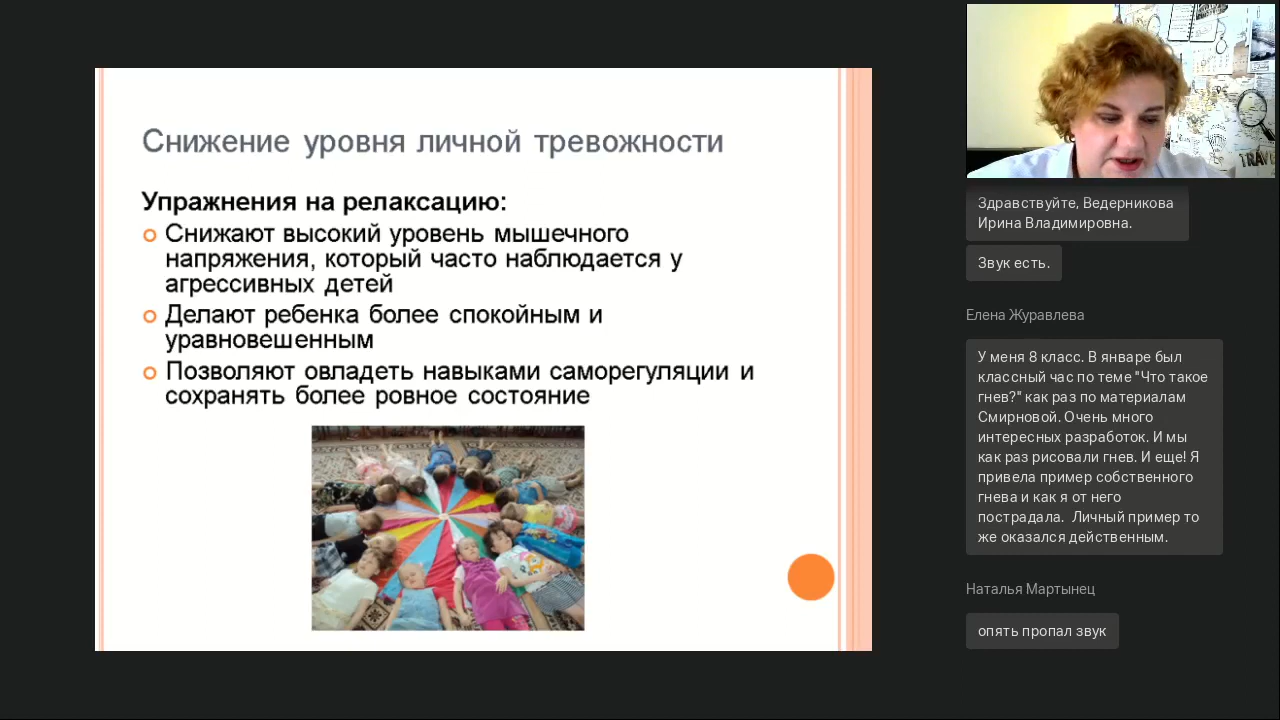 Снижение уровня личной тревожности
Упражнения на релаксацию:
Снижают высокий уровень мышечного
напряжения, который часто наблюдается у
агрессивных детей
Делают ребенка более спокойным и
уравновешенным
Позволяют овладеть навыками саморегуляции и
сохранять более ровное состояние
TRAVEL
Здравствуйте, Ведерникова
Ирина Владимировна.
Звук есть.
Елена Журавлева
У меня 8 класс. В январе был
классный час по теме "Что такое
гнев?" как раз по материалам
Смирновой. Очень много
интересных разработок. И мы
как раз рисовали гнев. И еще! Я
привела пример собственного
гнева и как я от него
пострадала.  Личный пример то
же оказался действенным.
Наталья Мартынец
опять пропал звук